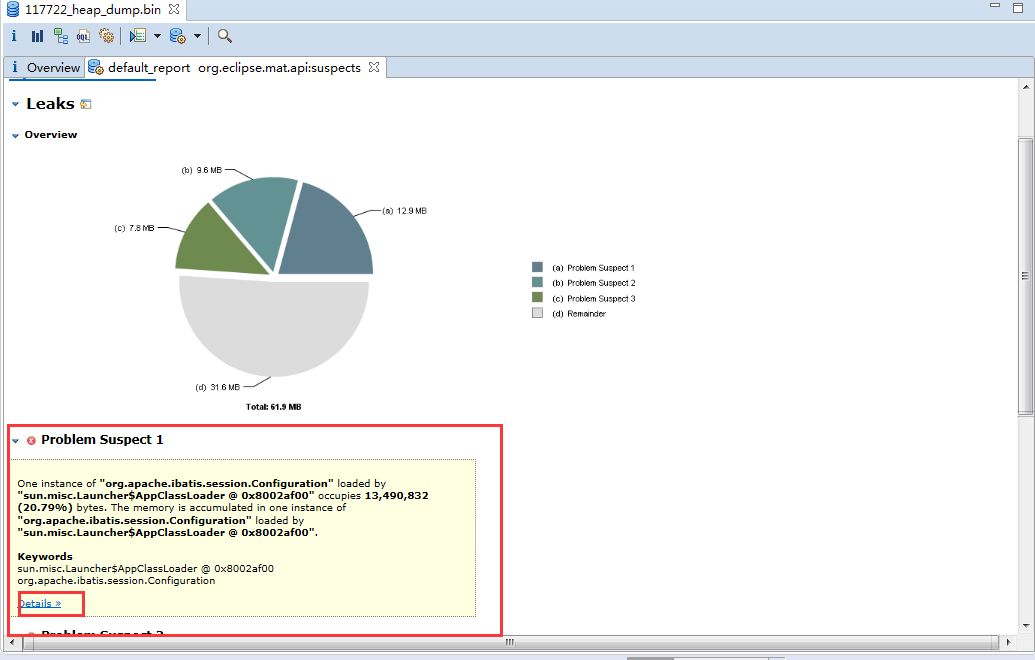 117722_heap_dump.bin
i OQL
i Overview default_report org.eclipse.mat.api:suspects
Leaks
Overview
(b) 9.6 MB
(a) 12.9 MB
(c) 7.8 MB
(a) Problem Suspect 1
(b) Problem Suspect 2
(c) Problem Suspect 3
(d) Remainder
(d) 31.6 MB
Total: 61.9 MB
Problem Suspect 1
One instance of "org.apache.ibatis.session.Configuration" loaded by
"sun.misc.Launcher$AppClassLoader @ 0x8002af00" occupies 13,490,832
(20.79%) bytes. The memory is accumulated in one instance of
"org.apache.ibatis.session.Configuration" loaded by
"sun.misc.Launcher$AppClassLoader @ 0x8002af00".
Keywords
sun.misc.Launcher$AppClassLoader @ 0x8002af00
org.apache.ibatis.session.Configuration
Details »
Problem Suspect 2